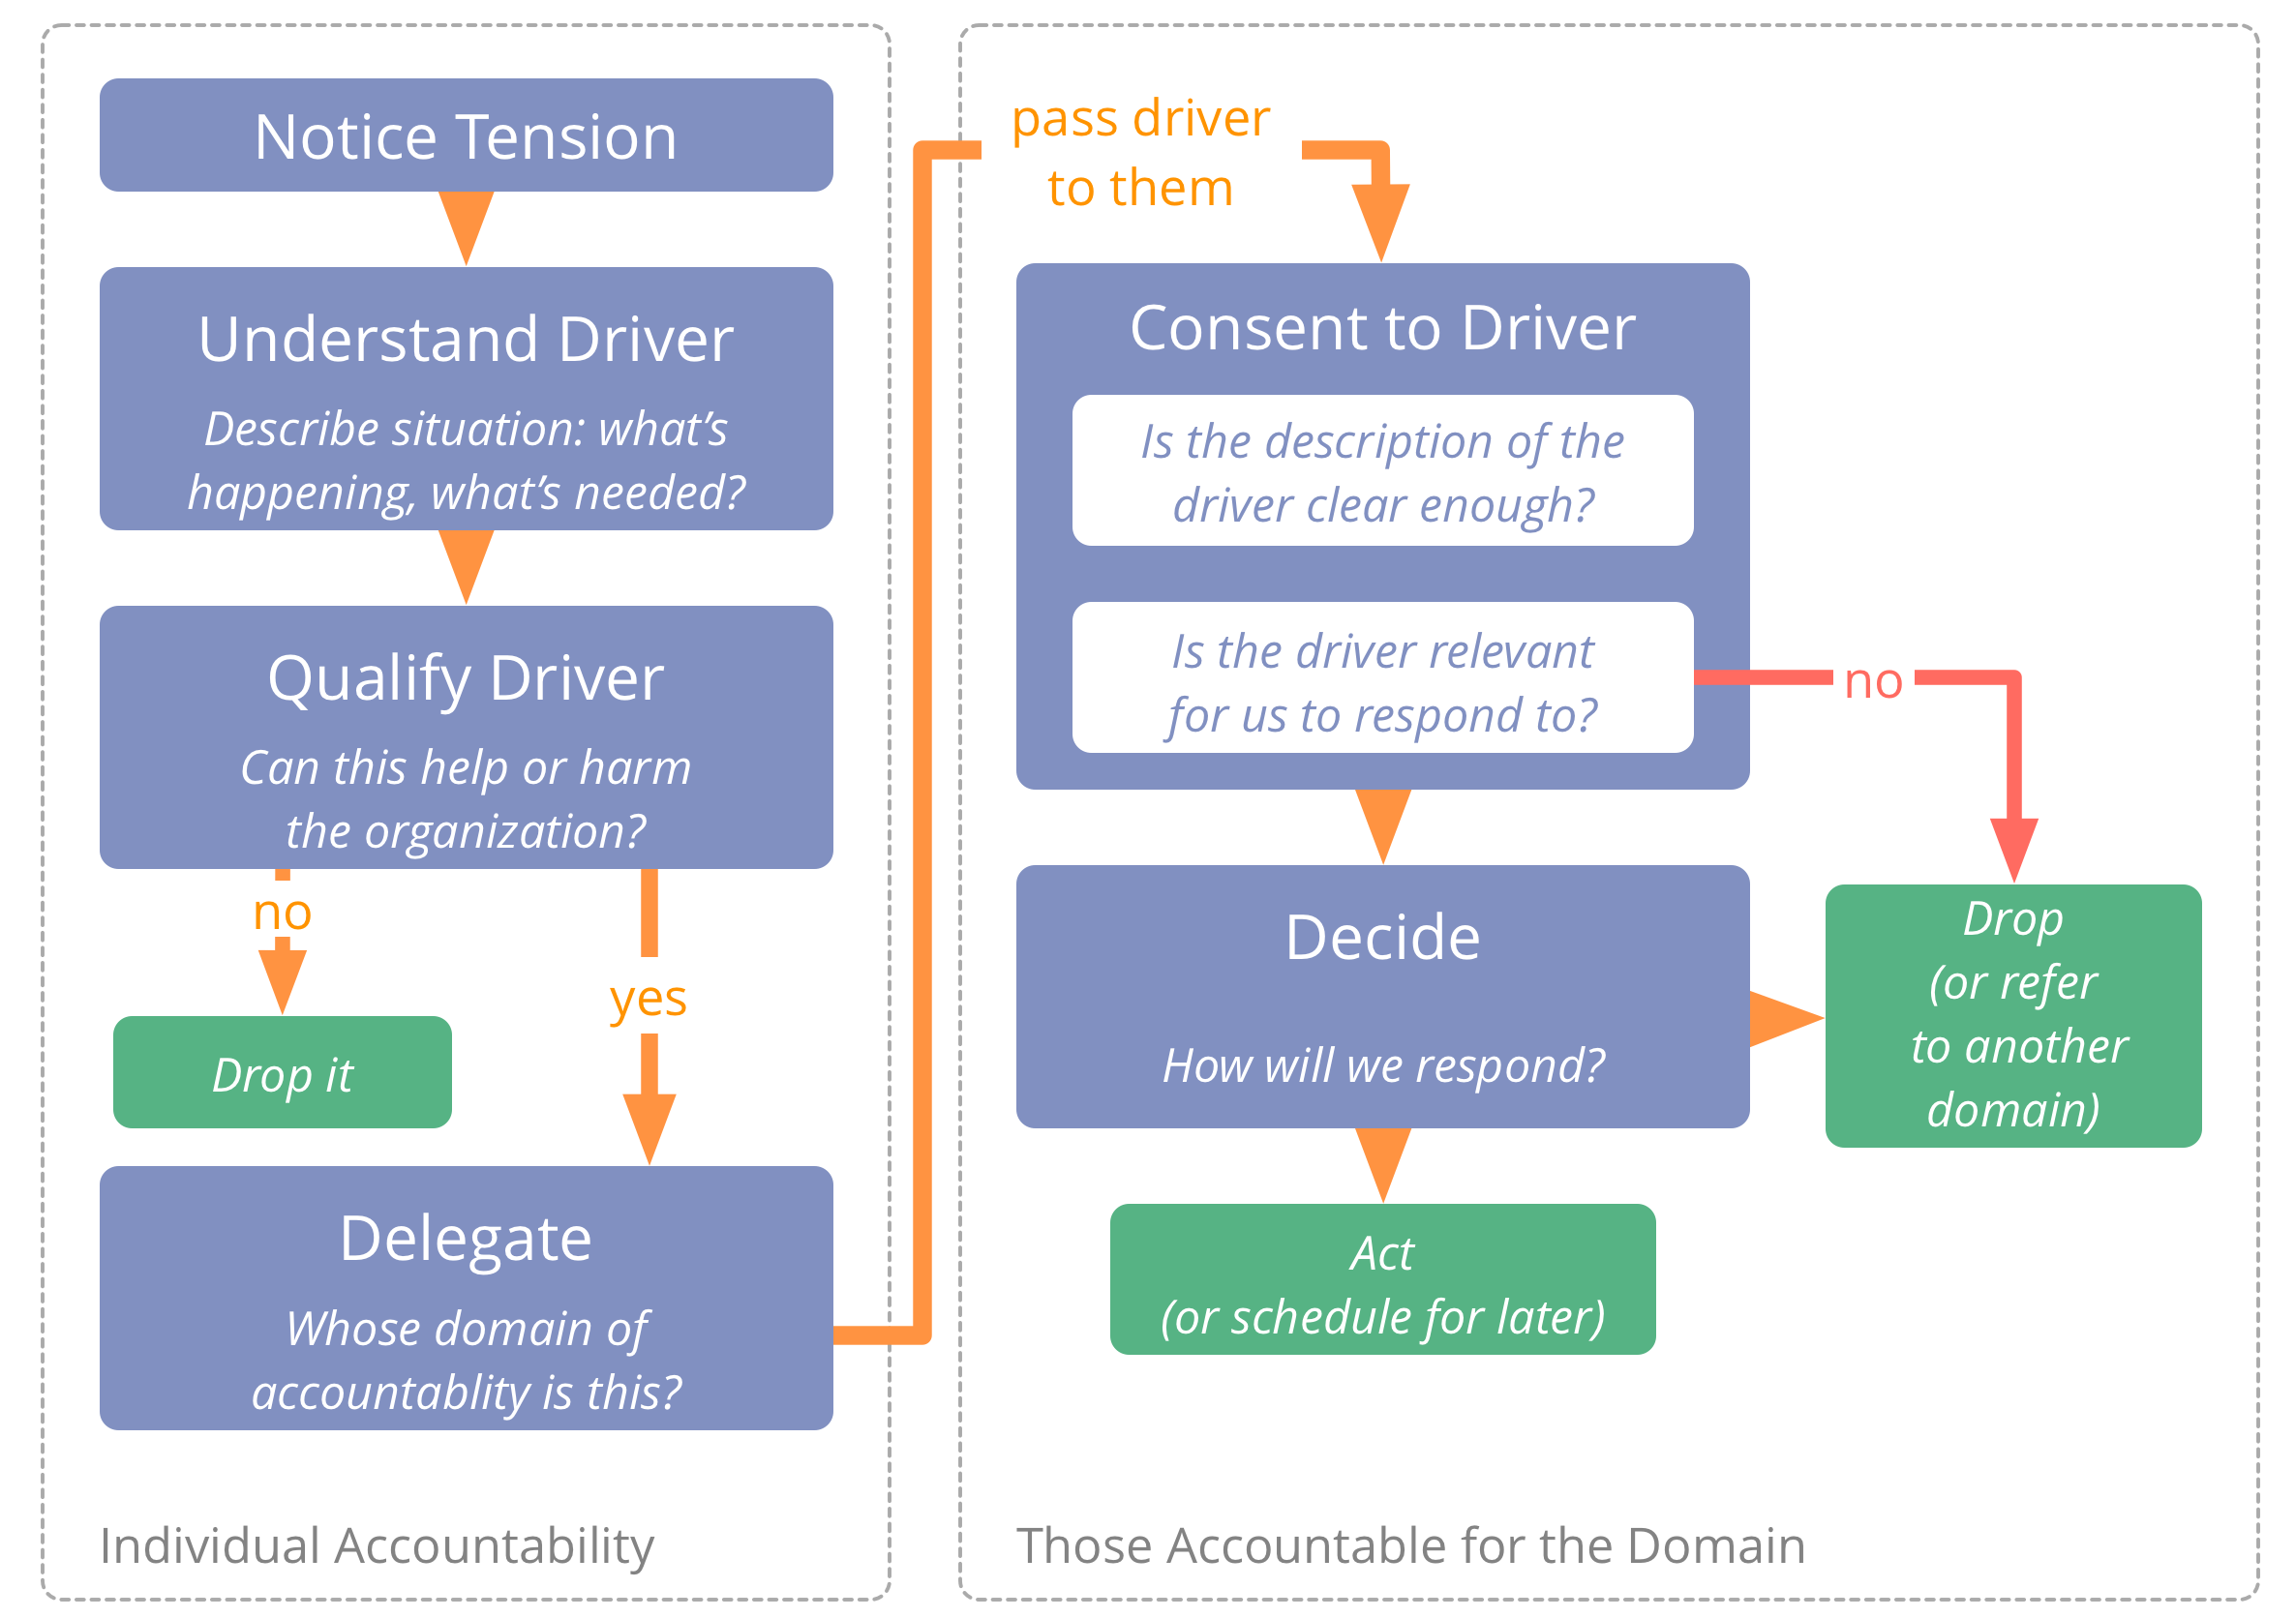 Notice Tension
Understand Driver
Describe situation: what’s
happening, what’s needed?
Qualify Driver
Can this help or harm
the organization?
no
yes
Drop it
Delegate
Whose domain of
accountablity is this?
Individual Accountability
pass driver
to them
Consent to Driver
Is the description of the
driver clear enough?
Is the driver relevant
for us to respond to?
no
Decide
How will we respond?
Drop
(or refer
to another
domain)
Act
(or schedule for later)
Those Accountable for the Domain